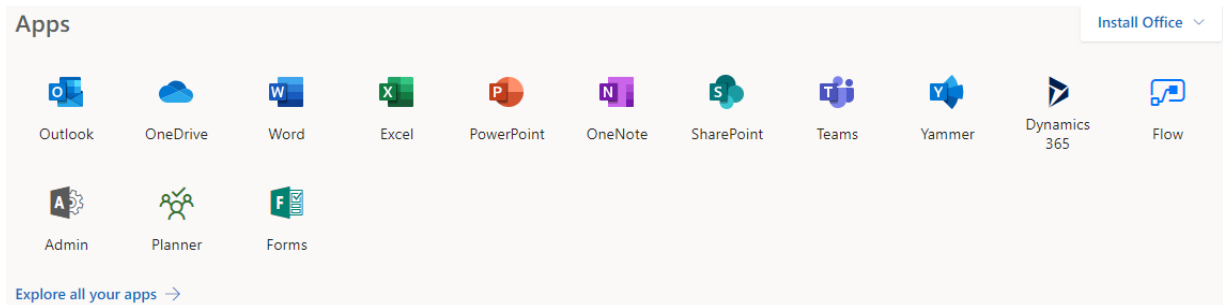 Apps
Install Office
Outlook OneDrive Word Excel PowerPoint OneNote SharePoint Teams Yammer Dynamics Flow
365
Admin Planner Forms
Explore all your apps →